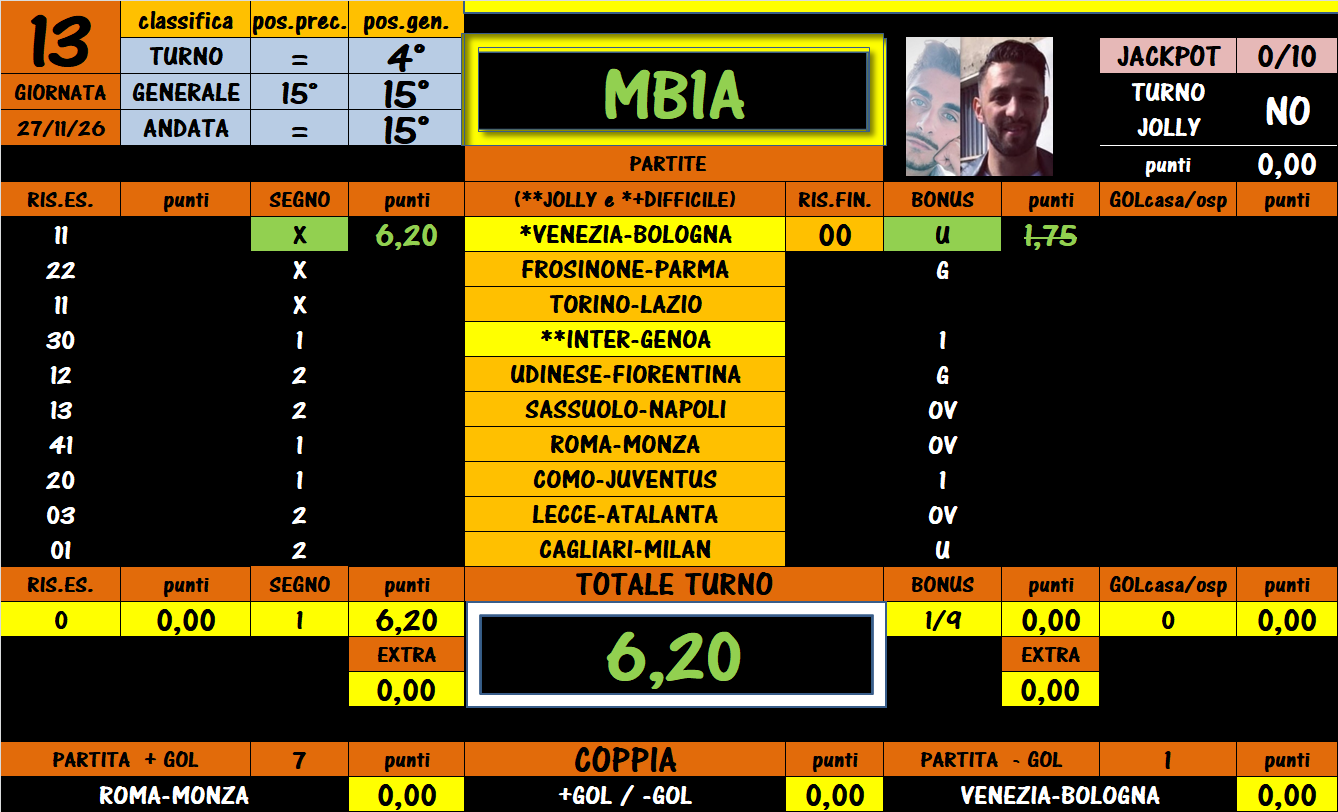 13 classifica pos.prec. pos.gen.
TURNO = 4°
GIORNATA GENERALE 15° 15°
27/11/26 ANDATA = 15°
MB1A
JACKPOT 0/10
TURNO JOLLY NO
punti 0,00
PARTITE
RIS.ES. punti SEGNO punti (**JOLLY e *+DIFFICILE) RIS.FIN. BONUS punti GOLcasa/osp punti
11 X 6,20 *VENEZIA-BOLOGNA 00 U 1,75
22 X FROSINONE-PARMA G
11 X TORINO-LAZIO
30 1 **INTER-GENOA 1
12 2 UDINESE-FIORENTINA G
13 2 SASSUOLO-NAPOLI OV
41 1 ROMA-MONZA OV
20 1 COMO-JUVENTUS 1
03 2 LECCE-ATALANTA OV
01 2 CAGLIARI-MILAN U
RIS.ES. punti SEGNO punti TOTALE TURNO BONUS punti GOLcasa/osp punti
0 0,00 1 6,20 6,20 1/9 0,00 0 0,00
EXTRA EXTRA
0,00 0,00
PARTITA + GOL 7 punti COPPIA punti PARTITA - GOL 1 punti
ROMA-MONZA 0,00 +GOL / -GOL 0,00 VENEZIA-BOLOGNA 0,00